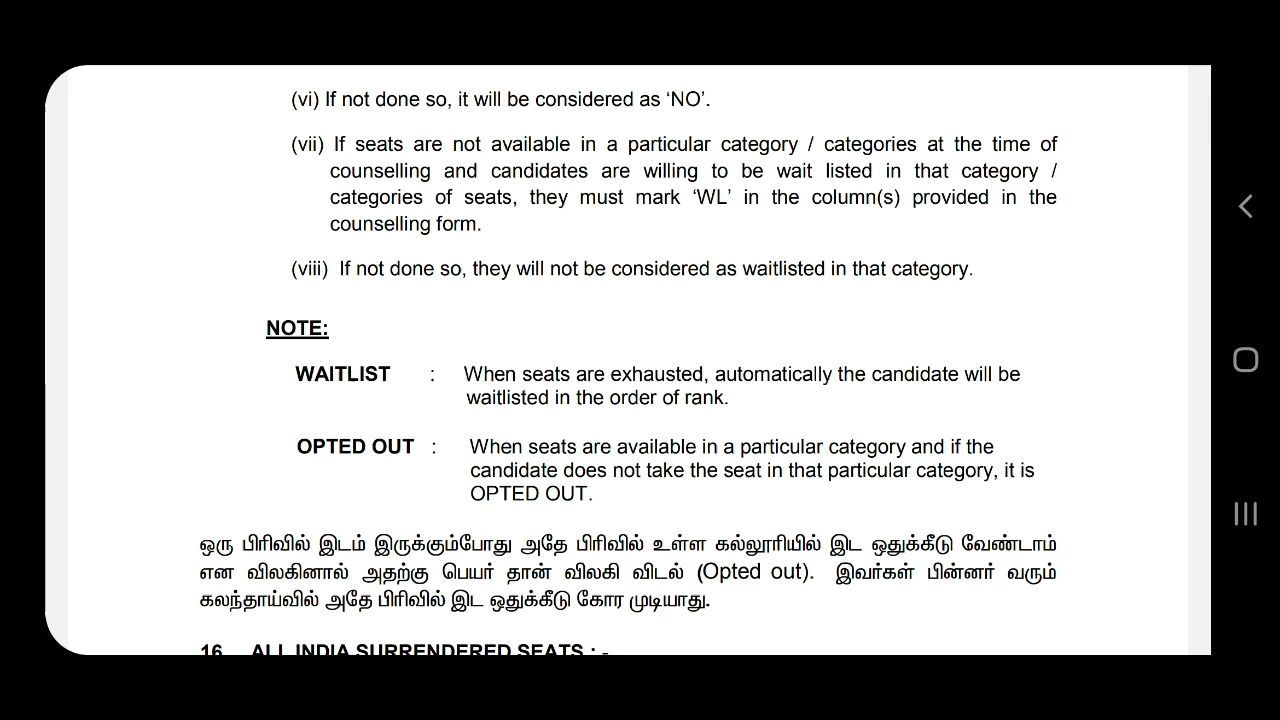 (vi) If not done so, it will be considered as ‘NO’.
(vii) If seats are not available in a particular category / categories at the time of
counselling and candidates are willing to be wait listed in that category /
categories of seats, they must mark ‘WL’ in the column(s) provided in the
counselling form.
(viii) If not done so, they will not be considered as waitlisted in that category.
NOTE:
WAITLIST : When seats are exhausted, automatically the candidate will be
waitlisted in the order of rank.
OPTED OUT : When seats are available in a particular category and if the
candidate does not take the seat in that particular category, it is
OPTED OUT.
ஒரு பிரிவில் இடம் இருக்கும்போது அதே பிரிவில் உள்ள கல்லூரியில் இட ஒதுக்கீடு வேண்டாம்
என விலகினால் அதற்கு பெயர் தான் விலகி விடல் (Opted out). இவர்கள் பின்னர் வரும்
கலந்தாய்வில் அதே பிரிவில் இட ஒதுக்கீடு கோர முடியாது.
16 ALL INDIA SURRENDERED SEATS : -